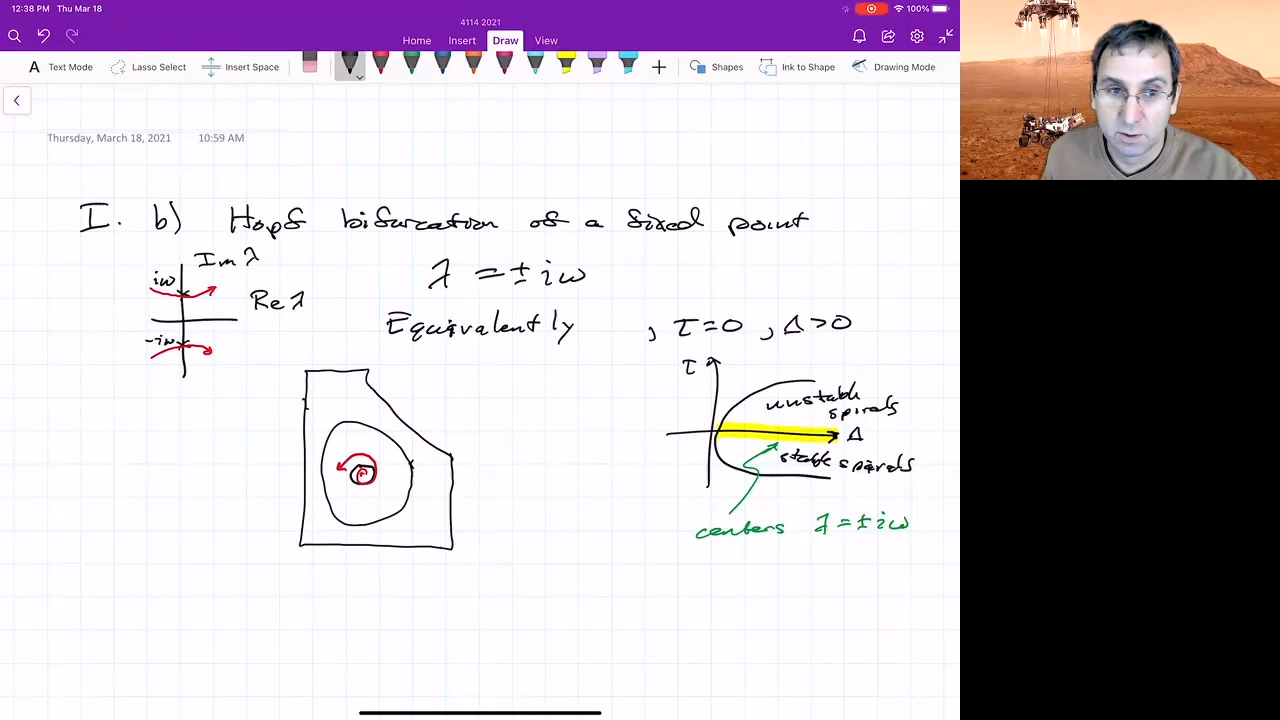 12:38 PM Thu Mar 18
100%
4114 2021
Home Insert Draw View
A Text Mode Lasso Select Insert Space Shapes Ink to Shape Drawing Mode
Thursday, March 18, 2021 10:59 AM
I. b) Hopf bifurcation of a fixed point
Im λ
iω
λ = ± iω
Re λ
Equivalently , τ=0 , Δ>0
-iω
τ
unstable
spirals
Δ
stable spirals
centers λ = ± iω